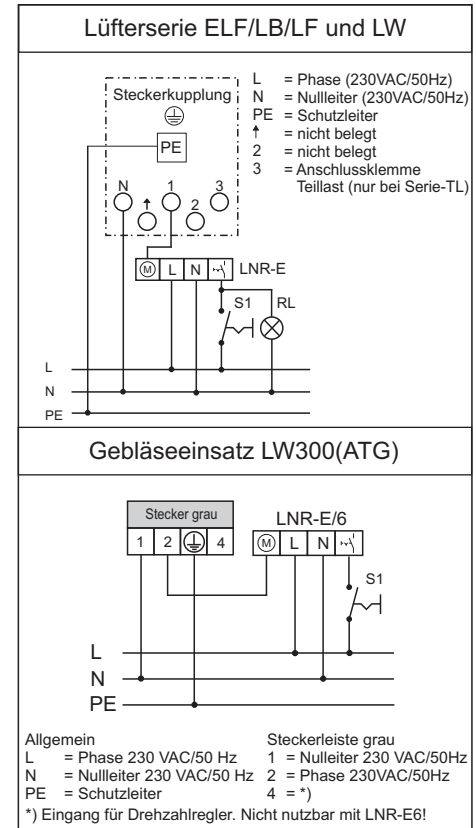 Lüfterserie ELF/LB/LF und LW
Steckerkupplung
PE
N
↑
1
2
3
L = Phase (230VAC/50Hz)
N = Nullleiter (230VAC/50Hz)
PE = Schutzleiter
↑ = nicht belegt
2 = nicht belegt
3 = Anschlussklemme
Teillast (nur bei Serie-TL)
M L N LNR-E
S1 RL
L
N
PE
Gebläseeinsatz LW300(ATG)
Stecker grau
1 2 4
LNR-E/6
M L N
S1
L
N
PE
Allgemein
L = Phase 230 VAC/50 Hz
N = Nullleiter 230 VAC/50 Hz
PE = Schutzleiter
Steckerleiste grau
1 = Nulleiter 230 VAC/50Hz
2 = Phase 230VAC/50Hz
4 = *)
*) Eingang für Drehzahlregler. Nicht nutzbar mit LNR-E6!